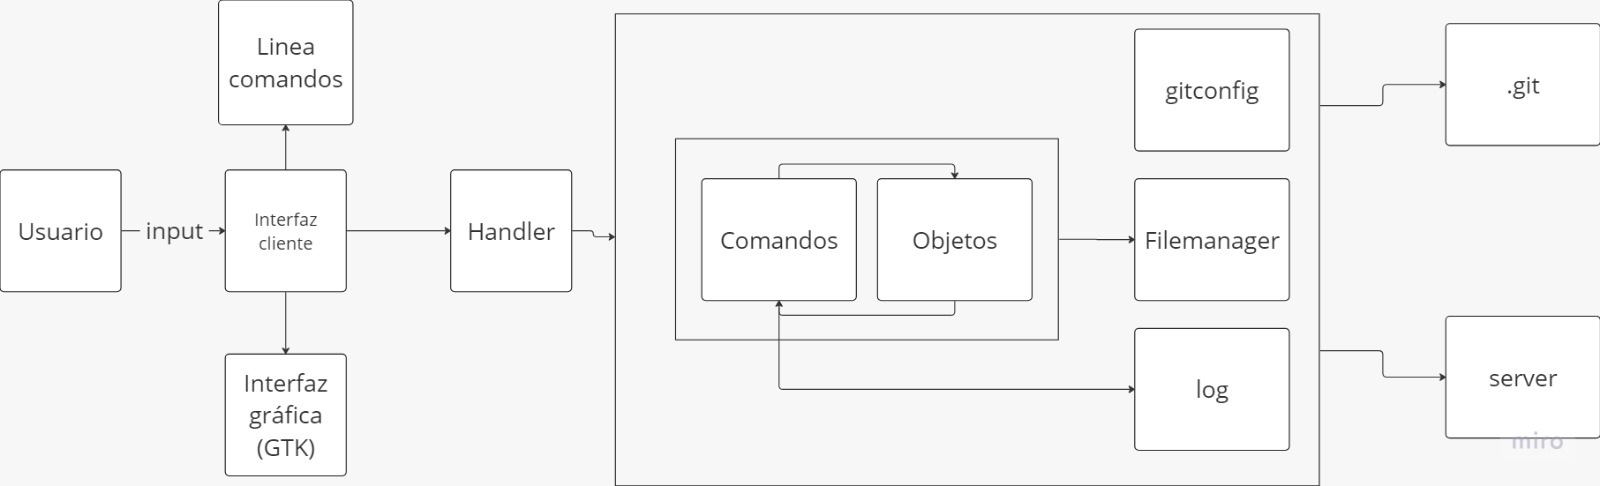 Linea
comandos
Usuario
input
Interfaz
cliente
Interfaz
gráfica
(GTK)
Handler
Comandos
Objetos
gitconfig
Filemanager
log
.git
server
miro